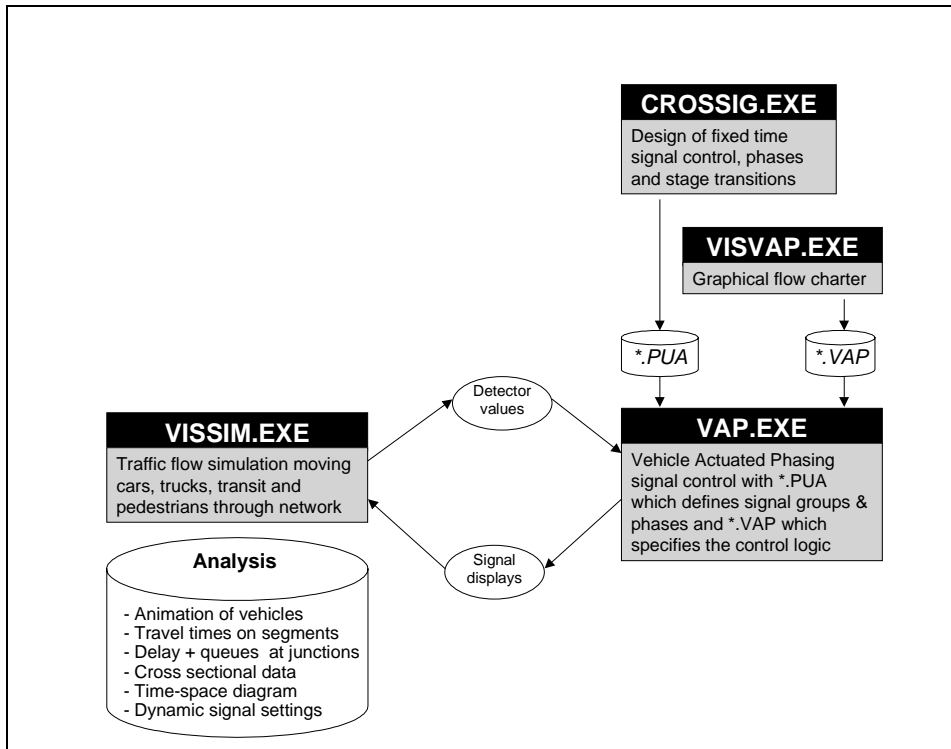 CROSSIG.EXE
Design of fixed time
signal control, phases
and stage transitions
VISVAP.EXE
Graphical flow charter
*.PUA
*.VAP
Detector
values
VISSIM.EXE
Traffic flow simulation moving
cars, trucks, transit and
pedestrians through network
VAP.EXE
Vehicle Actuated Phasing
signal control with *.PUA
which defines signal groups &
phases and *.VAP which
specifies the control logic
Signal
displays
Analysis
- Animation of vehicles
- Travel times on segments
- Delay + queues at junctions
- Cross sectional data
- Time-space diagram
- Dynamic signal settings